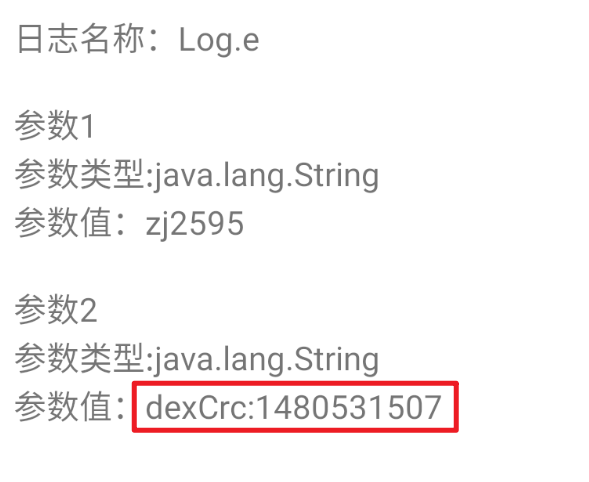 日志名称：Log.e
参数1
参数类型:java.lang.String
参数值：zj2595
参数2
参数类型:java.lang.String
参数值：dexCrc:1480531507